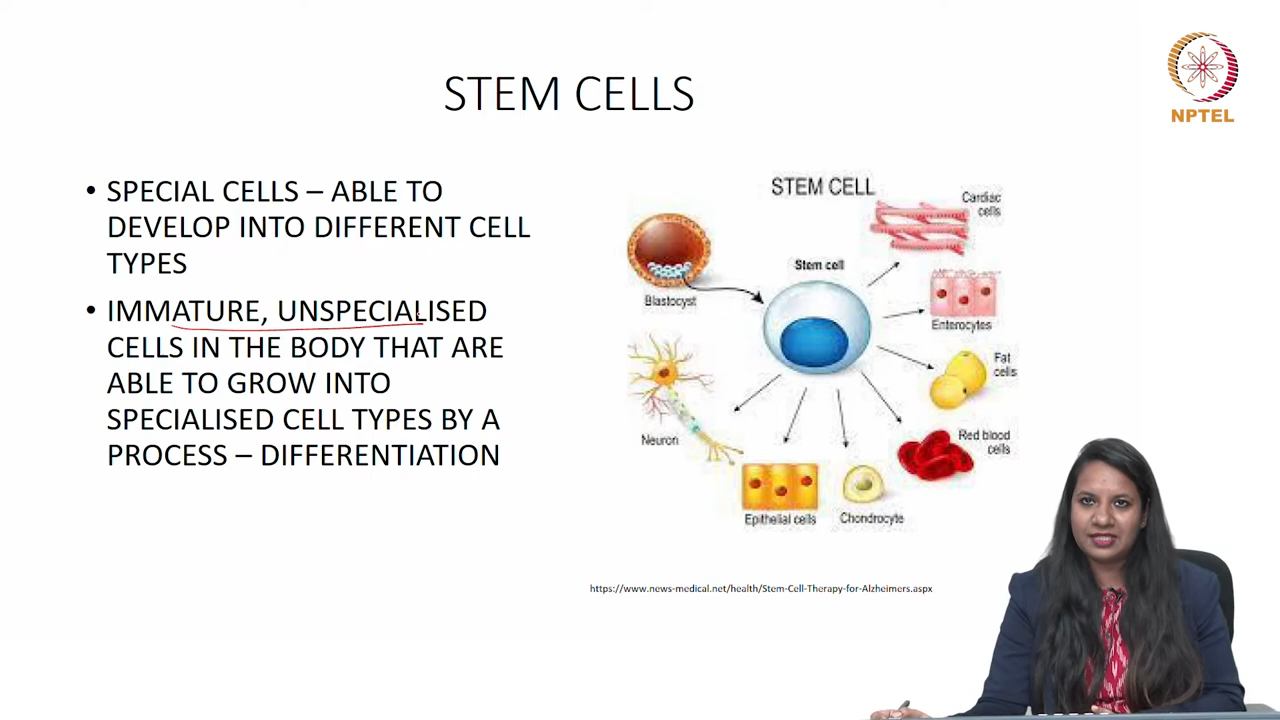 STEM CELLS
NPTEL
• SPECIAL CELLS – ABLE TO
DEVELOP INTO DIFFERENT CELL
TYPES
• IMMATURE, UNSPECIALISED
CELLS IN THE BODY THAT ARE
ABLE TO GROW INTO
SPECIALISED CELL TYPES BY A
PROCESS – DIFFERENTIATION
STEM CELL
Cardiac
cells
Stem cell
Blastocyst
Enterocytes
Fat
cells
Neuron
Red blood
cells
Epithelial cells
Chondrocyte
https://www.news-medical.net/health/Stem-Cell-Therapy-for-Alzheimers.aspx